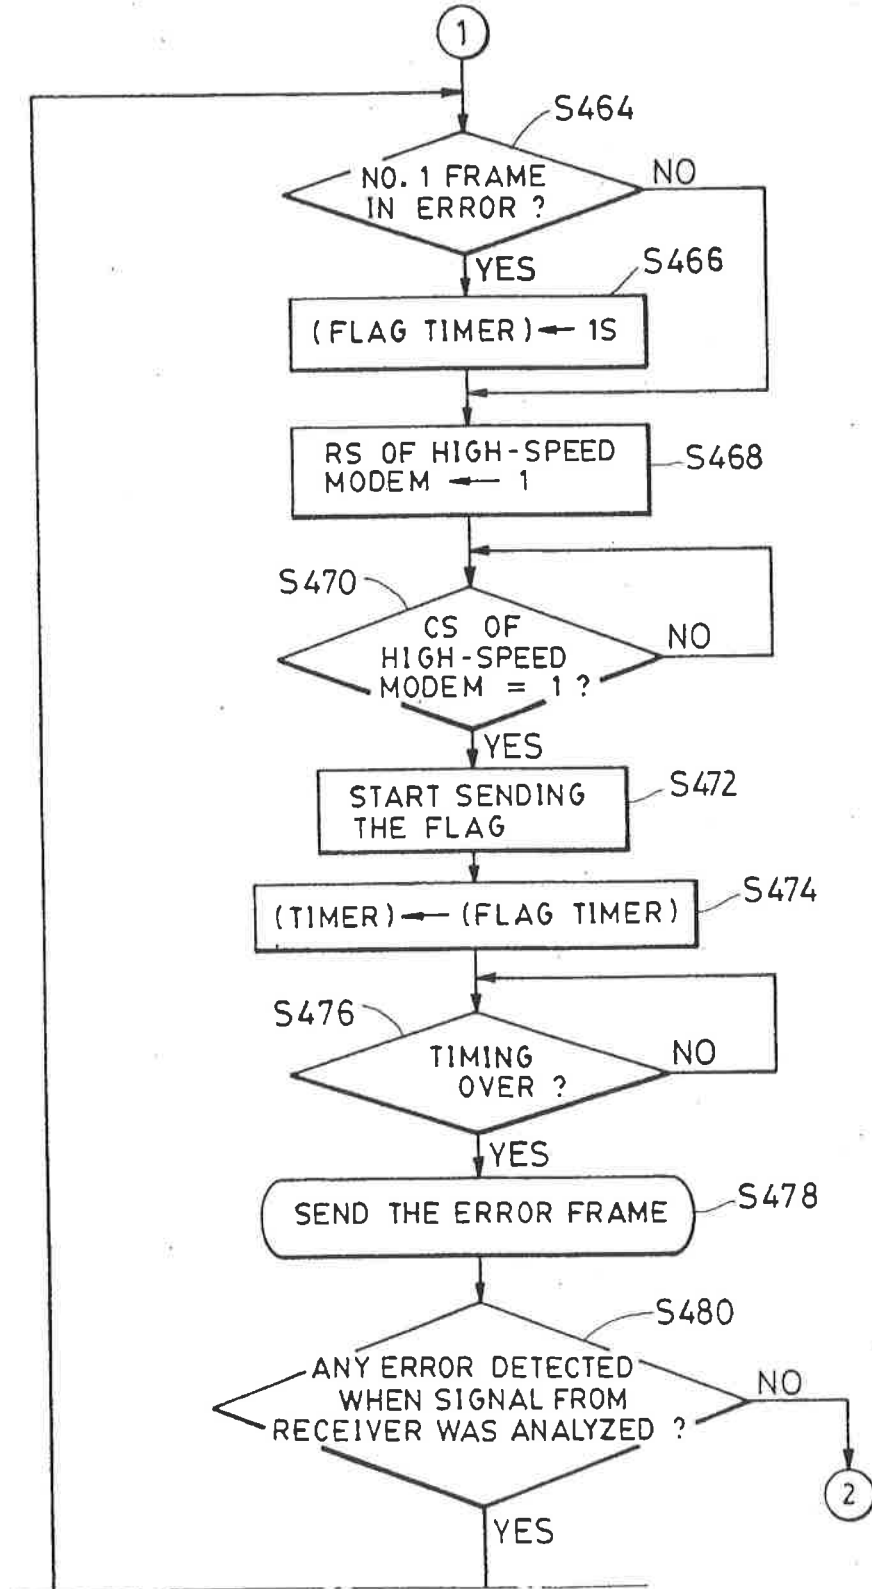 1
S464
NO. 1 FRAME
IN ERROR ?
NO
YES
S466
(FLAG TIMER) ← 1S
RS OF HIGH-SPEED
MODEM ← 1
S468
S470
CS OF
HIGH-SPEED
MODEM = 1 ?
NO
YES
START SENDING
THE FLAG
S472
(TIMER) ← (FLAG TIMER)
S474
S476
TIMING
OVER ?
NO
YES
SEND THE ERROR FRAME
S478
S480
ANY ERROR DETECTED
WHEN SIGNAL FROM
RECEIVER WAS ANALYZED ?
NO
2
YES